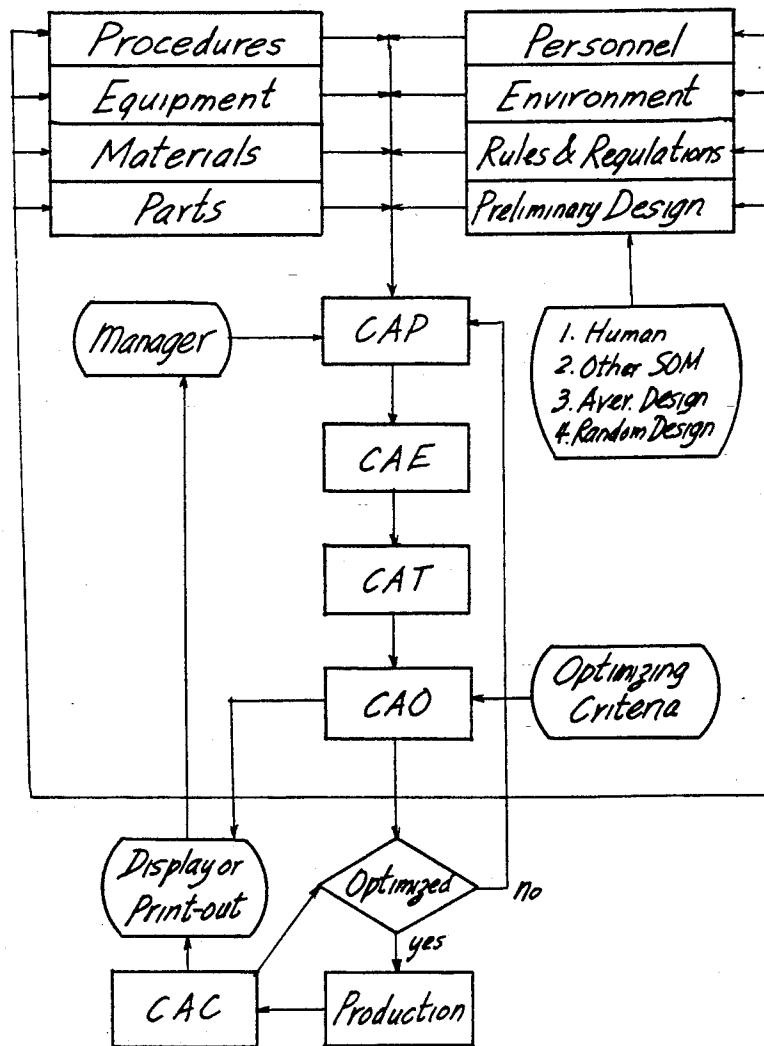 Procedures
Equipment
Materials
Parts
Personnel
Environment
Rules & Regulations
Preliminary Design
Manager
CAP
1. Human
2. Other SOM
3. Aver. Design
4. Random Design
CAE
CAT
CAO
Optimizing
Criteria
Display or
Print-out
Optimized
no
yes
CAC
Production